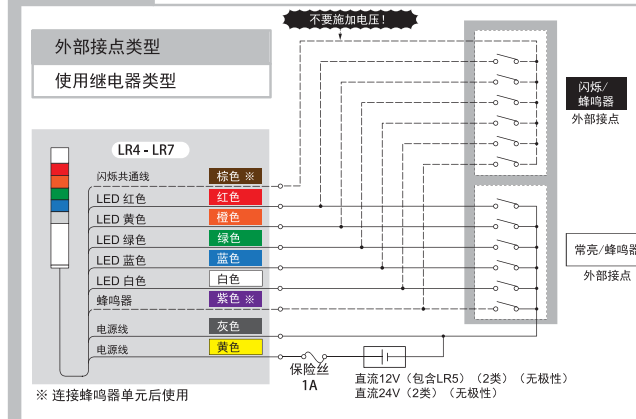 不要施加电压！
外部接点类型
使用继电器类型
闪烁/
蜂鸣器
外部接点
LR4 - LR7
闪烁共通线 棕色 ※
LED 红色 红色
LED 黄色 橙色
LED 绿色 绿色
LED 蓝色 蓝色
LED 白色 白色
蜂鸣器 紫色 ※
电源线 灰色
电源线 黄色
常亮/蜂鸣器
外部接点
保险丝
1A
直流12V（包含LR5）（2类）（无极性）
直流24V（2类）（无极性）
※ 连接蜂鸣器单元后使用